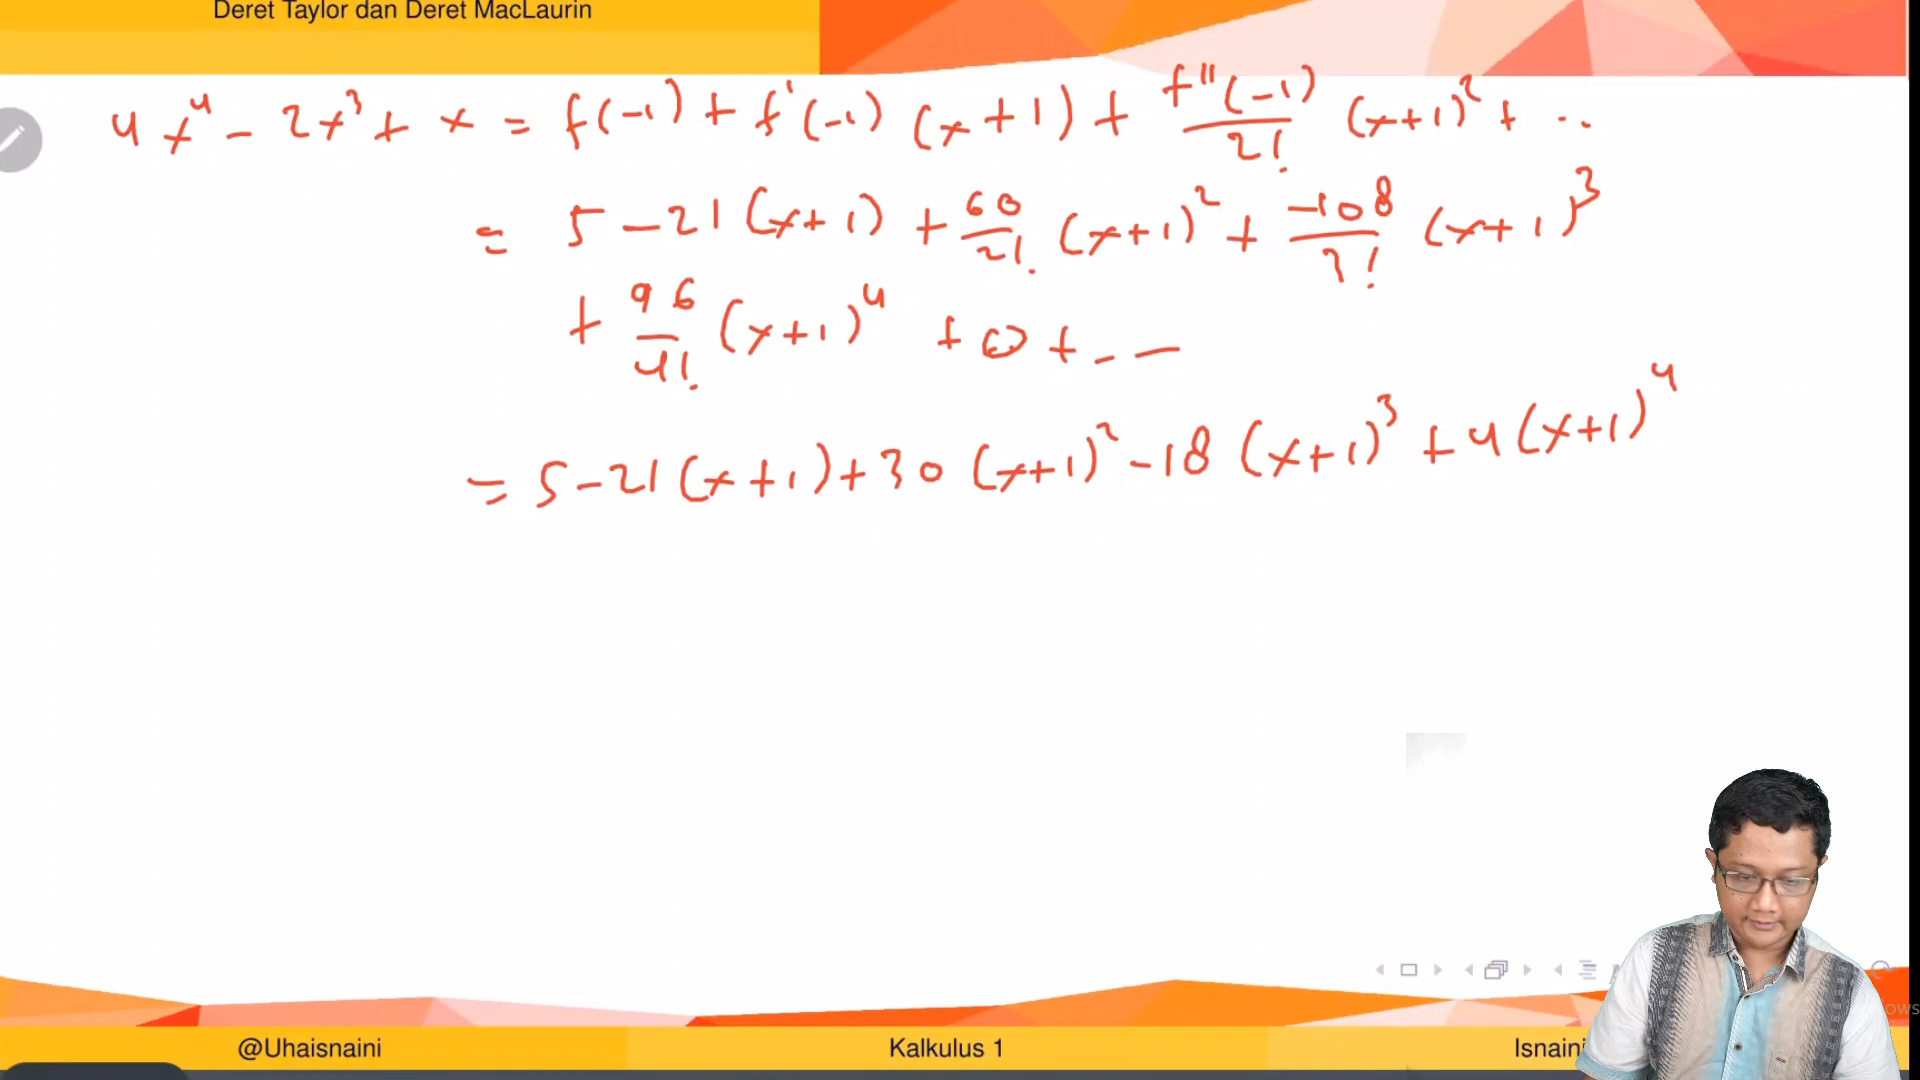 Deret Taylor dan Deret MacLaurin
4x⁴ - 2x³ + x = f(-1) + f'(-1) (x+1) + f''(-1)/2! (x+1)² + ..
= 5 - 21 (x+1) + 60/2! (x+1)² + -108/3! (x+1)³
+ 96/4! (x+1)⁴ + 0 + - —
= 5 - 21 (x+1) + 30 (x+1)² - 18 (x+1)³ + 4 (x+1)⁴
@Uhaisnaini Kalkulus 1 Isnaini